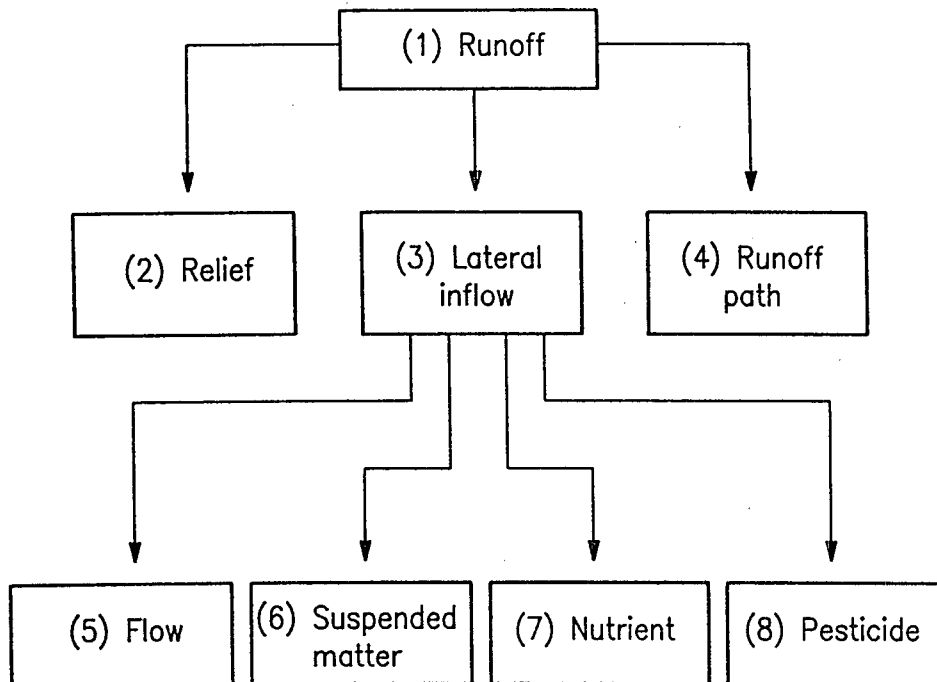 (1) Runoff
(2) Relief
(3) Lateral
inflow
(4) Runoff
path
(5) Flow
(6) Suspended
matter
(7) Nutrient
(8) Pesticide